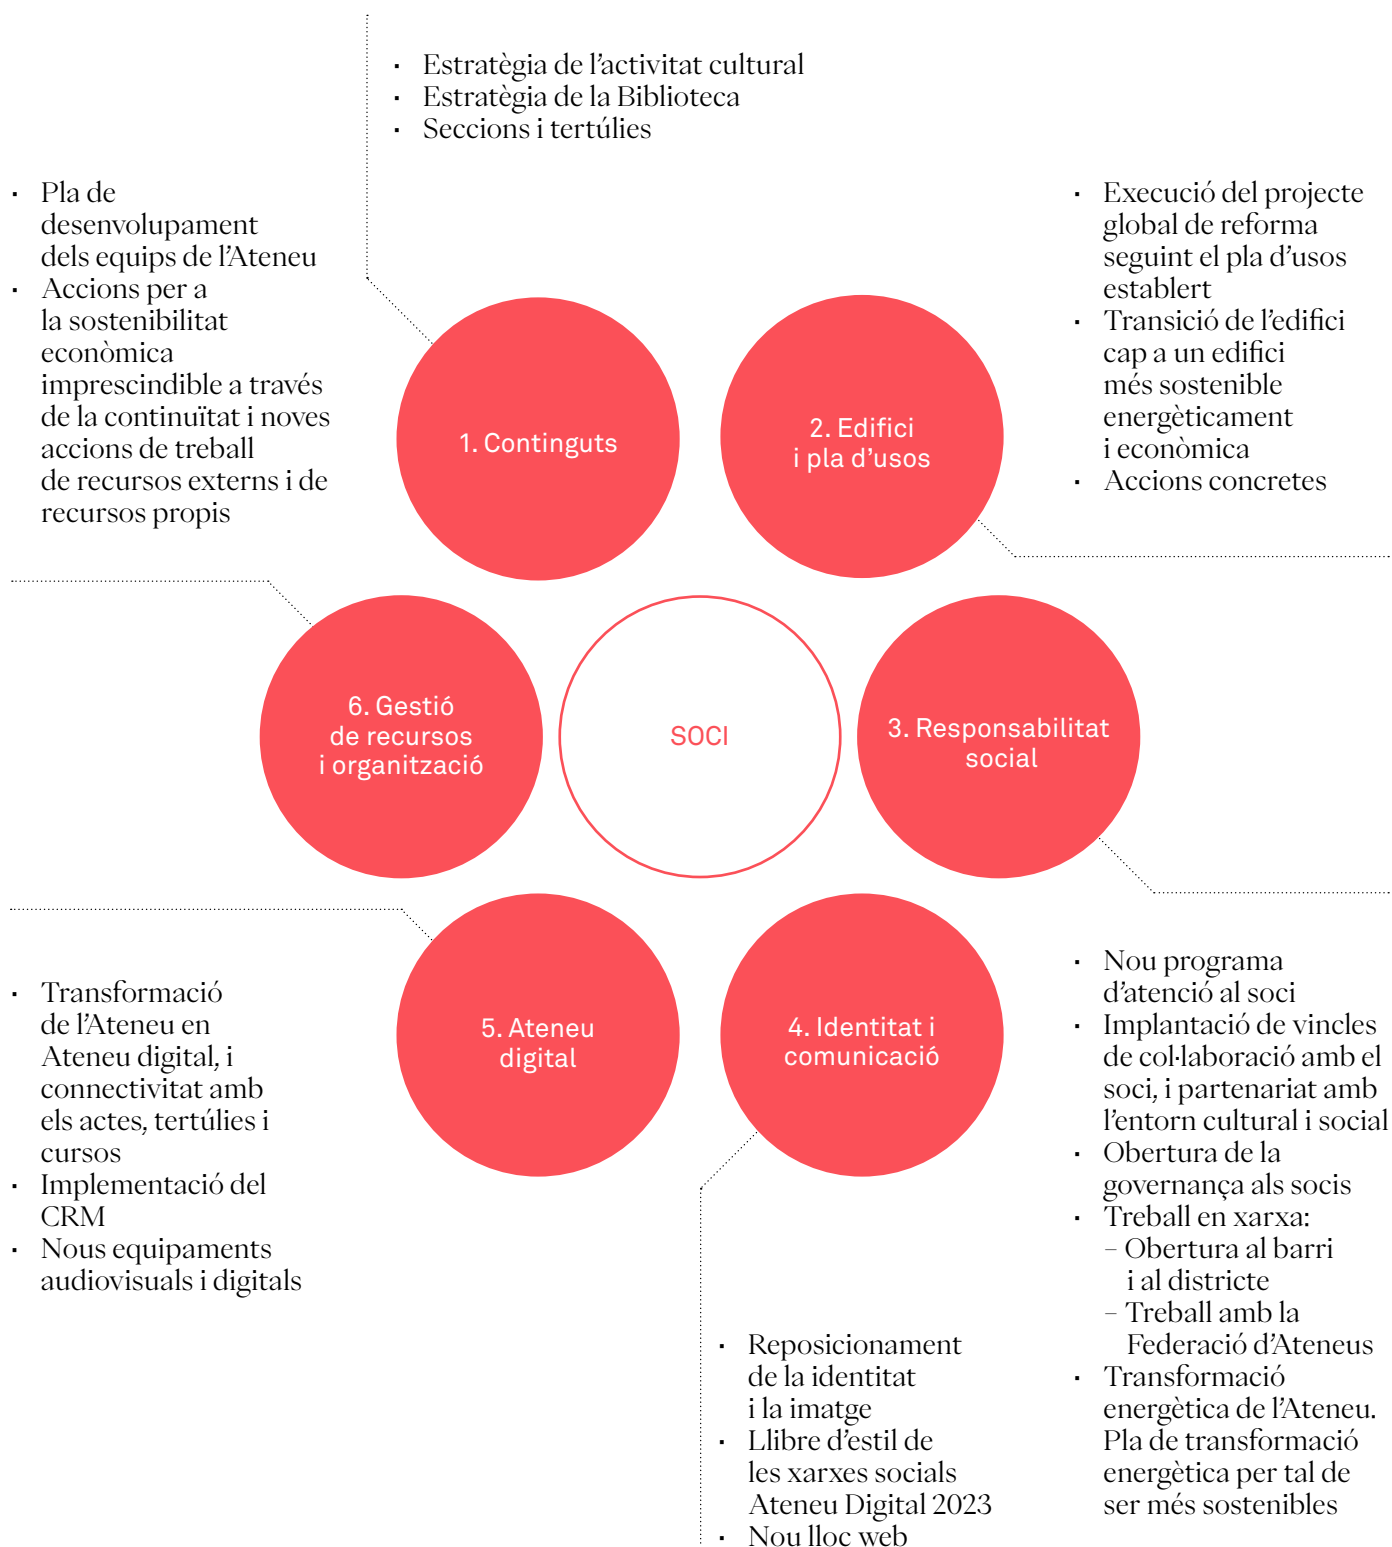 · Estratègia de l’activitat cultural
· Estratègia de la Biblioteca
· Seccions i tertúlies
· Pla de
desenvolupament
dels equips de l’Ateneu
· Accions per a
la sostenibilitat
econòmica
imprescindible a través
de la continuïtat i noves
accions de treball
de recursos externs i de
recursos propis
· Execució del projecte
global de reforma
seguint el pla d’usos
establert
· Transició de l’edifici
cap a un edifici
més sostenible
energèticament
i econòmica
· Accions concretes
1. Continguts
2. Edifici
i pla d’usos
6. Gestió
de recursos
i organització
SOCI
3. Responsabilitat
social
5. Ateneu
digital
4. Identitat i
comunicació
· Transformació
de l’Ateneu en
Ateneu digital, i
connectivitat amb
els actes, tertúlies i
cursos
· Implementació del
CRM
· Nous equipaments
audiovisuals i digitals
· Reposicionament
de la identitat
i la imatge
· Llibre d’estil de
les xarxes socials
Ateneu Digital 2023
· Nou lloc web
· Nou programa
d’atenció al soci
· Implantació de vincles
de col·laboració amb el
soci, i partenariat amb
l’entorn cultural i social
· Obertura de la
governança als socis
· Treball en xarxa:
– Obertura al barri
i al districte
– Treball amb la
Federació d’Ateneus
· Transformació
energètica de l’Ateneu.
Pla de transformació
energètica per tal de
ser més sostenibles